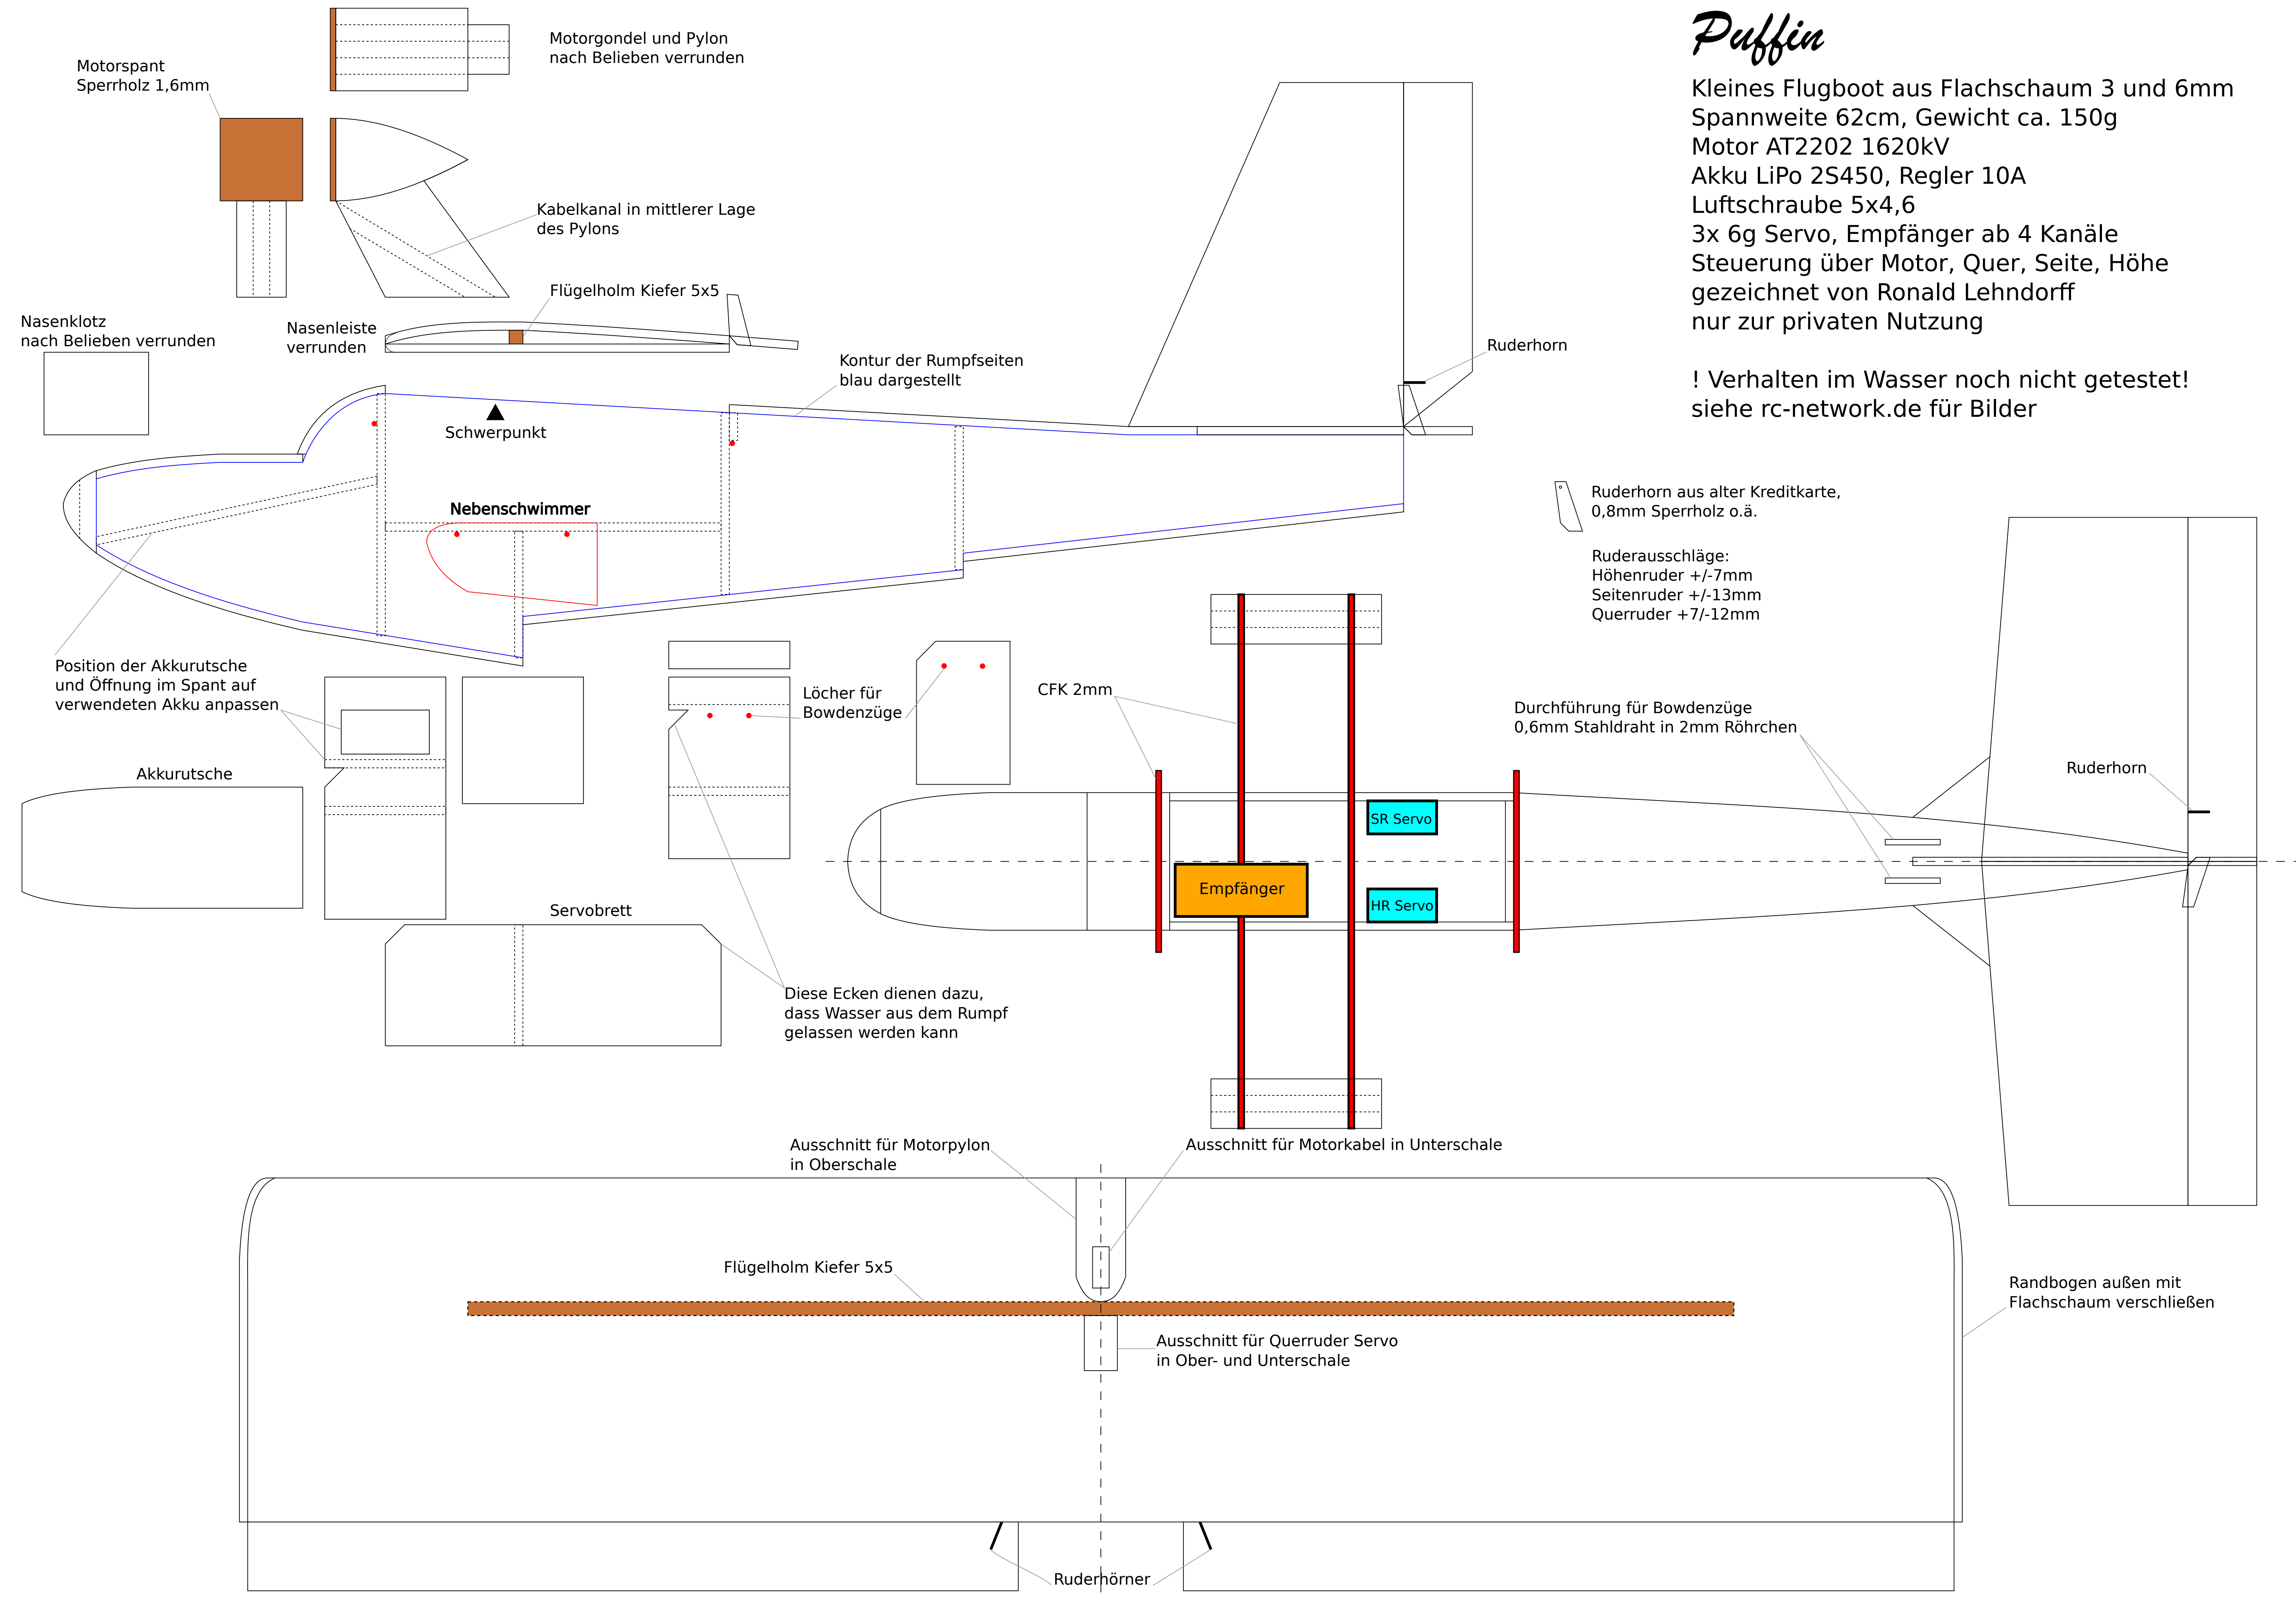 Puffin
Kleines Flugboot aus Flachschaum 3 und 6mm
Spannweite 62cm, Gewicht ca. 150g
Motor AT2202 1620kV
Akku LiPo 2S450, Regler 10A
Luftschraube 5x4,6
3x 6g Servo, Empfänger ab 4 Kanäle
Steuerung über Motor, Quer, Seite, Höhe
gezeichnet von Ronald Lehndorff
nur zur privaten Nutzung
! Verhalten im Wasser noch nicht getestet!
siehe rc-network.de für Bilder
Motorgondel und Pylon
nach Belieben verrunden
Motorspant
Sperrholz 1,6mm
Kabelkanal in mittlerer Lage
des Pylons
Flügelholm Kiefer 5x5
Nasenklotz
nach Belieben verrunden
Nasenleiste
verrunden
Kontur der Rumpfseiten
blau dargestellt
Ruderhorn
Schwerpunkt
Nebenschwimmer
Ruderhorn aus alter Kreditkarte,
0,8mm Sperrholz o.ä.
Ruderausschläge:
Höhenruder +/-7mm
Seitenruder +/-13mm
Querruder +7/-12mm
Position der Akkurutsche
und Öffnung im Spant auf
verwendeten Akku anpassen
Löcher für
Bowdenzüge
CFK 2mm
Durchführung für Bowdenzüge
0,6mm Stahldraht in 2mm Röhrchen
Ruderhorn
Akkurutsche
SR Servo
Empfänger
HR Servo
Servobrett
Diese Ecken dienen dazu,
dass Wasser aus dem Rumpf
gelassen werden kann
Ausschnitt für Motorpylon
in Oberschale
Ausschnitt für Motorkabel in Unterschale
Flügelholm Kiefer 5x5
Randbogen außen mit
Flachschaum verschließen
Ausschnitt für Querruder Servo
in Ober- und Unterschale
Ruderhörner